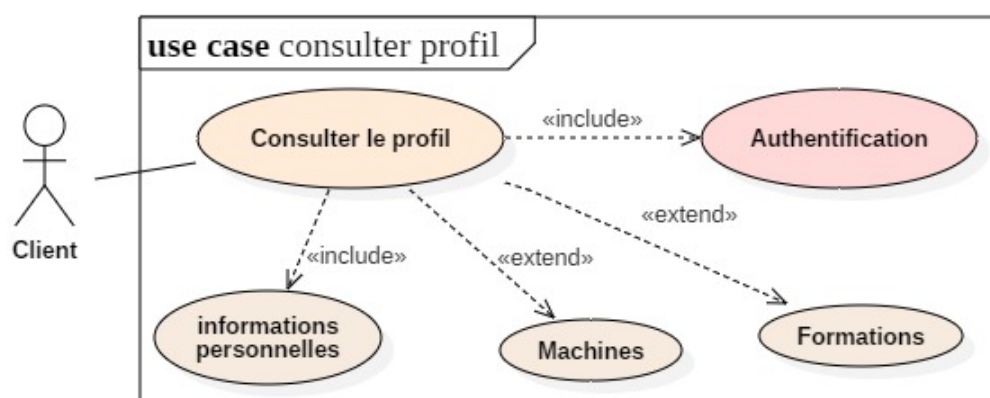 use case consulter profil
Consulter le profil
«include»
Authentification
Client
«include»
«extend»
«extend»
informations
personnelles
Machines
Formations